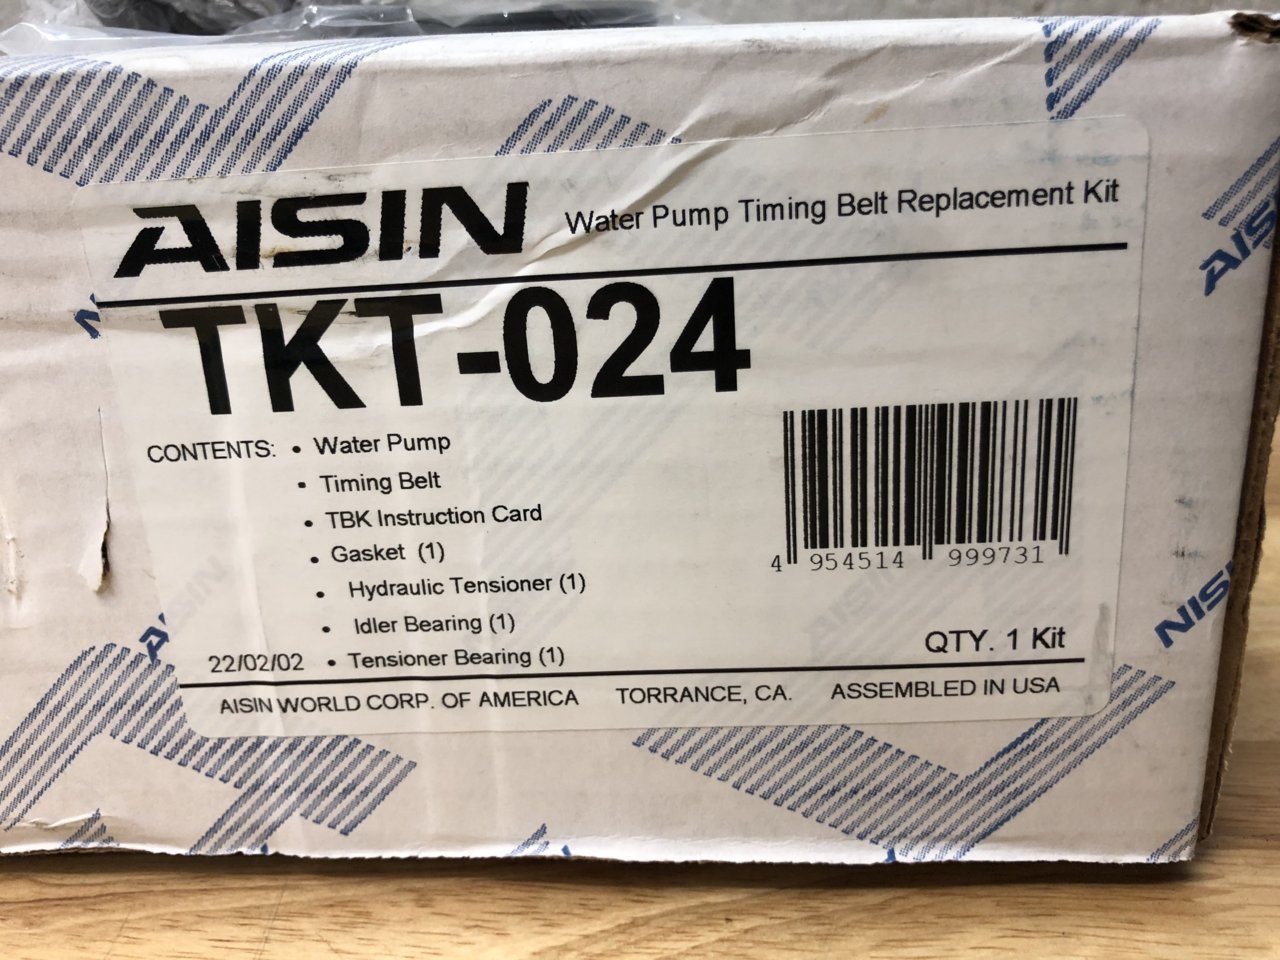 AISIN Water Pump Timing Belt Replacement Kit
TKT-024
CONTENTS: • Water Pump
• Timing Belt
• TBK Instruction Card
• Gasket (1)
• Hydraulic Tensioner (1)
• Idler Bearing (1)
22/02/02 • Tensioner Bearing (1)
4 954514 999731
QTY. 1 Kit
AISIN WORLD CORP. OF AMERICA TORRANCE, CA. ASSEMBLED IN USA